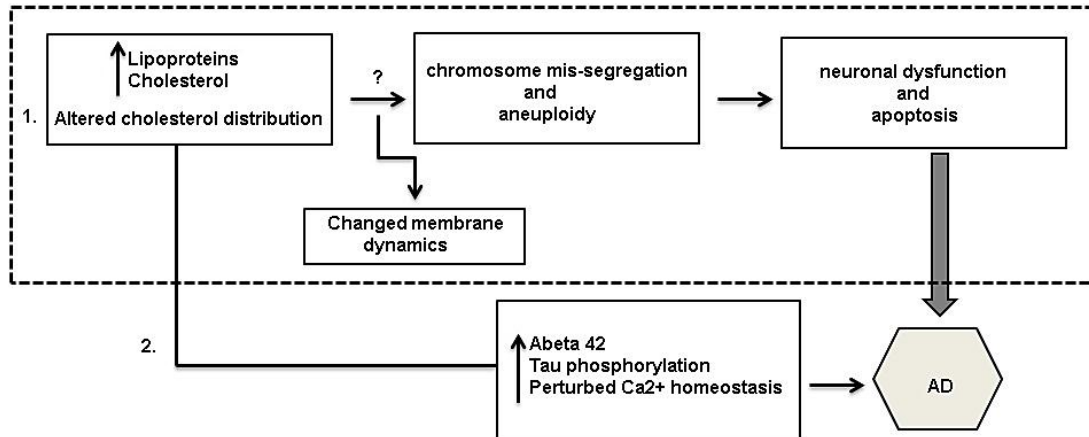 Lipoproteins
Cholesterol
Altered cholesterol distribution
1.
?
chromosome mis-segregation
and
aneuploidy
neuronal dysfunction
and
apoptosis
Changed membrane
dynamics
2.
Abeta 42
Tau phosphorylation
Perturbed Ca2+ homeostasis
AD